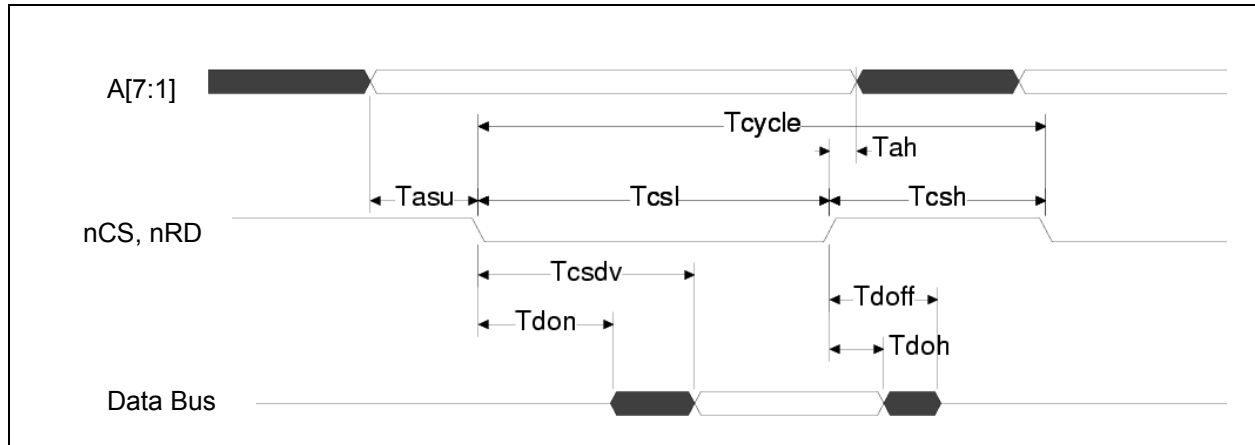 A[7:1]
Tcycle
Tah
Tasu
Tcsl
Tcsh
nCS, nRD
Tcsdv
Tdoff
Tdon
Tdoh
Data Bus